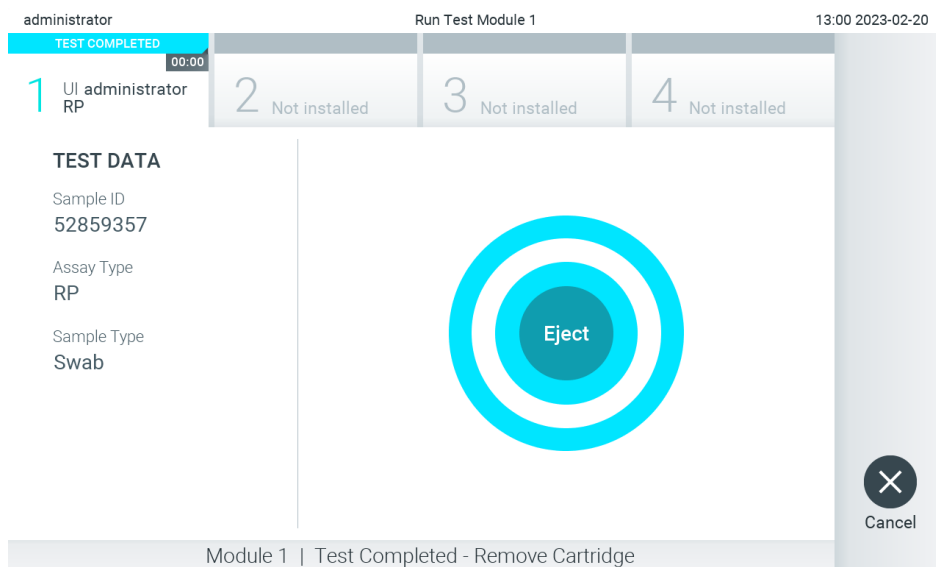 administrator
Run Test Module 1
13:00 2023-02-20
TEST COMPLETED
00:00
1
UI administrator
RP
2
Not installed
3
Not installed
4
Not installed
TEST DATA
Sample ID
52859357
Assay Type
RP
Sample Type
Swab
Eject
Cancel
Module 1 | Test Completed - Remove Cartridge